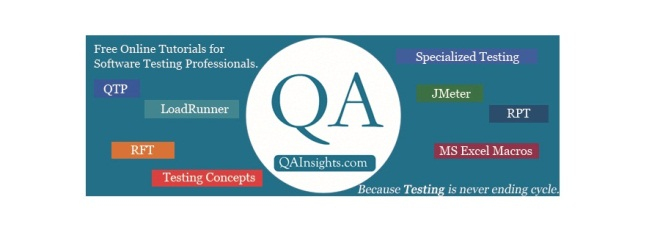 Free Online Tutorials for
Software Testing Professionals.
QTP
LoadRunner
RFT
Testing Concepts
QA
QAInsights.com
Specialized Testing
JMeter
RPT
MS Excel Macros
Because Testing is never ending cycle.